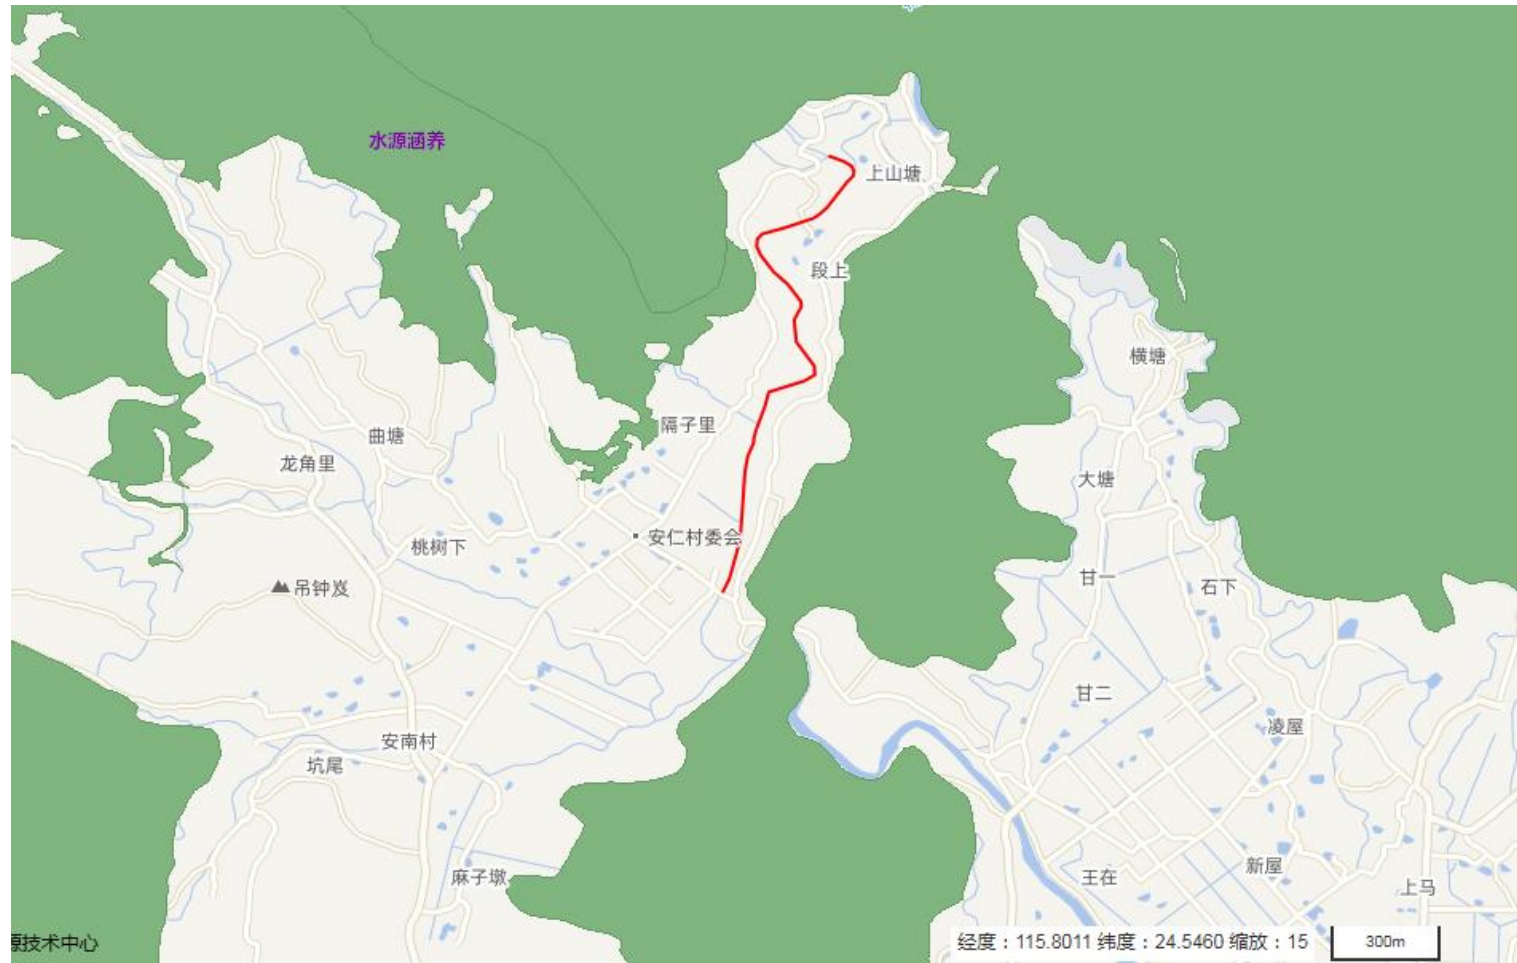 水源涵养
上山塘
段上
横塘
隔子里
曲塘
龙角里
大塘
安仁村委会
桃树下
甘一
石下
吊钟岌
甘二
凌屋
安南村
坑尾
新屋
麻子墩
王在
上马
源技术中心
经度：115.8011 纬度：24.5460 缩放：15
300m